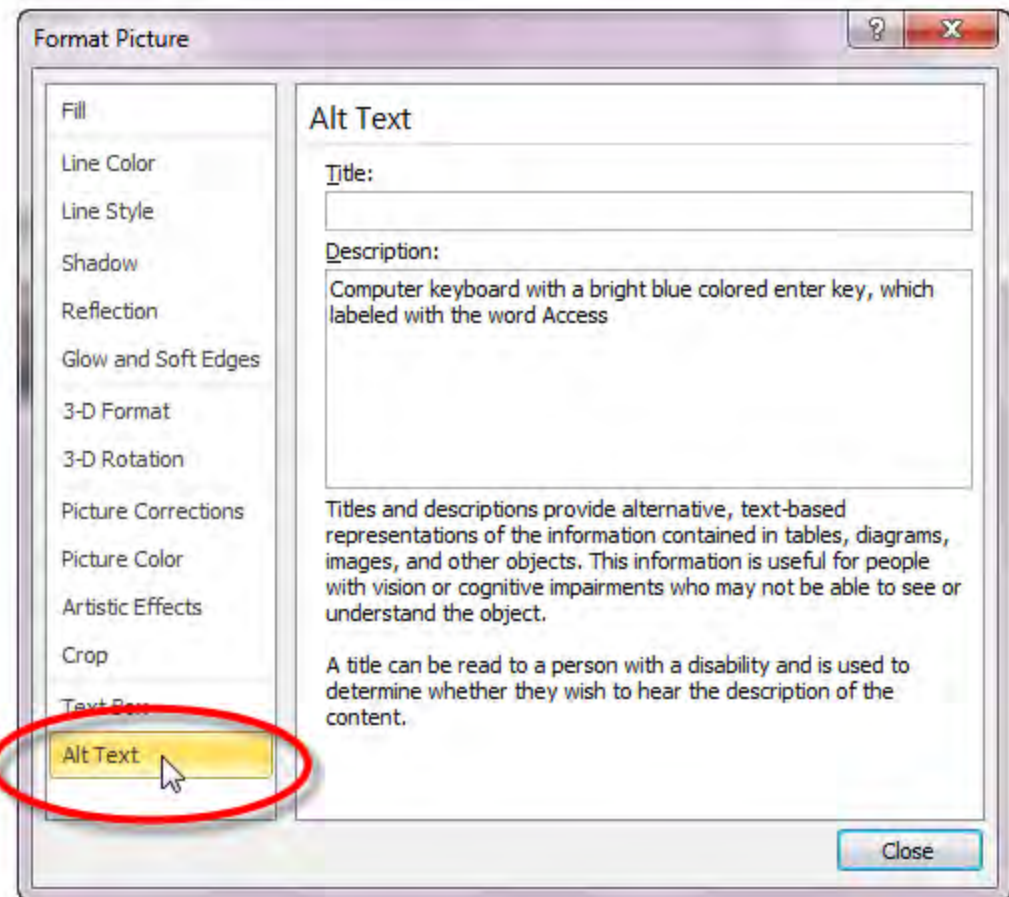 Format Picture
?
Fill
Line Color
Line Style
Shadow
Reflection
Glow and Soft Edges
3-D Format
3-D Rotation
Picture Corrections
Picture Color
Artistic Effects
Crop
Text Box
Alt Text
Alt Text
Title:
Description:
Computer keyboard with a bright blue colored enter key, which
labeled with the word Access
Titles and descriptions provide alternative, text-based
representations of the information contained in tables, diagrams,
images, and other objects. This information is useful for people
with vision or cognitive impairments who may not be able to see or
understand the object.
A title can be read to a person with a disability and is used to
determine whether they wish to hear the description of the
content.
Close